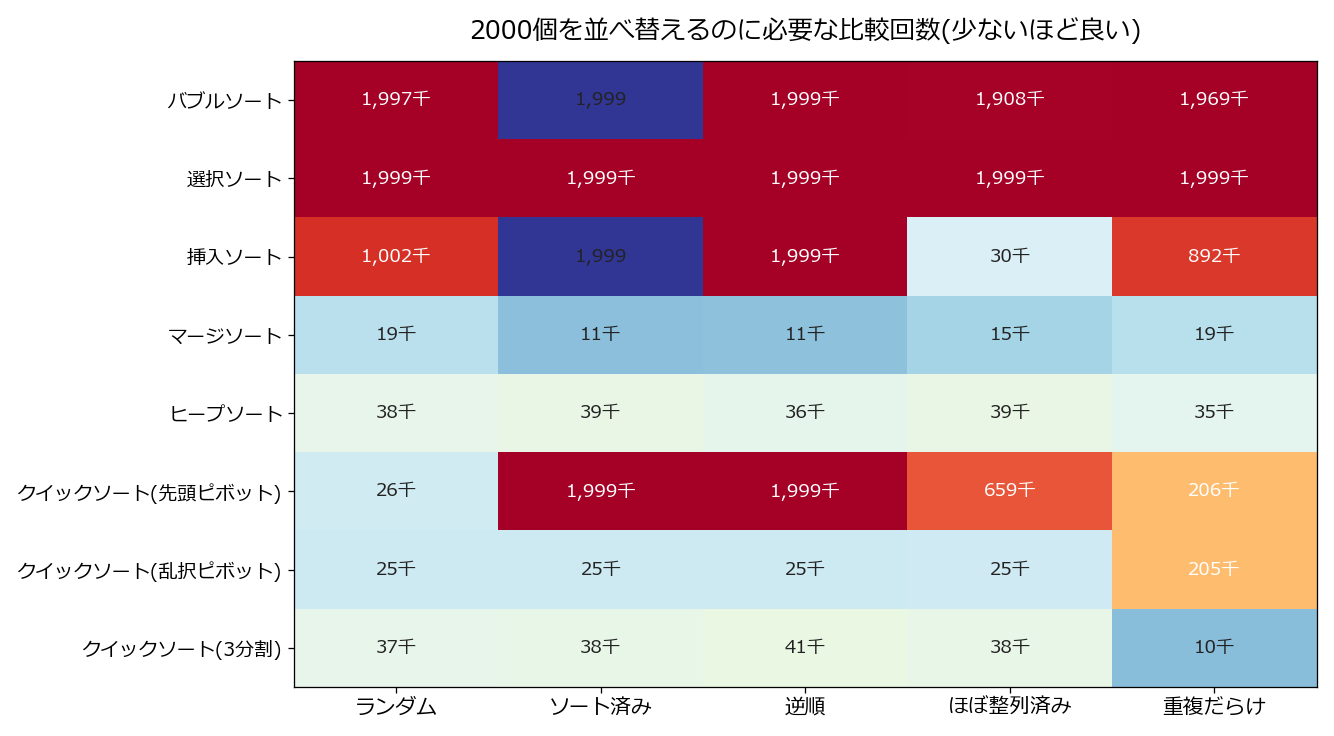 2000個を並べ替えるのに必要な比較回数(少ないほど良い)
バブルソート 1,997千 1,999 1,999千 1,908千 1,969千
選択ソート 1,999千 1,999千 1,999千 1,999千 1,999千
挿入ソート 1,002千 1,999 1,999千 30千 892千
マージソート 19千 11千 11千 15千 19千
ヒープソート 38千 39千 36千 39千 35千
クイックソート(先頭ピボット) 26千 1,999千 1,999千 659千 206千
クイックソート(乱択ピボット) 25千 25千 25千 25千 205千
クイックソート(3分割) 37千 38千 41千 38千 10千
ランダム ソート済み 逆順 ほぼ整列済み 重複だらけ